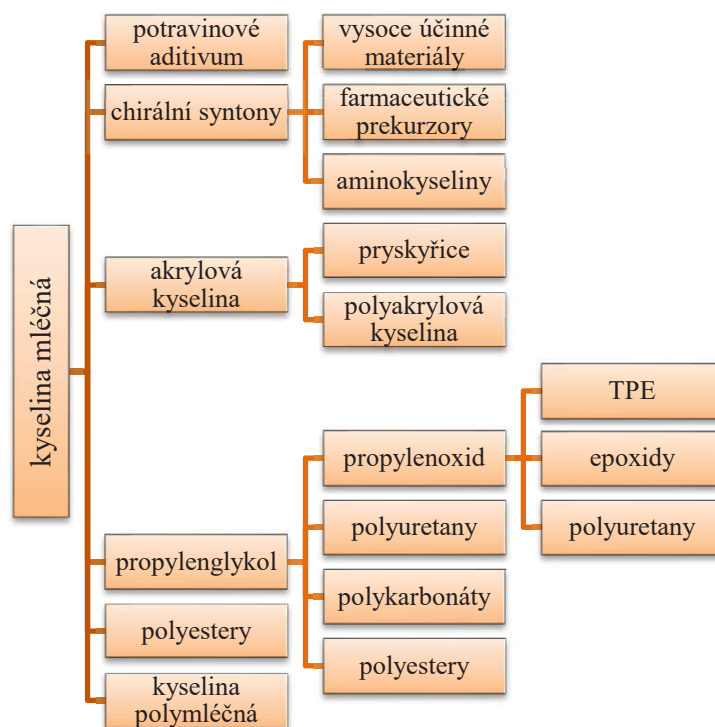 kyselina mléčná
potravinové
aditivum
chirální syntony
vysoce účinné
materiály
farmaceutické
prekurzory
aminokyseliny
akrylová
kyselina
pryskyřice
polyakrylová
kyselina
propylenglykol
propylenoxid
TPE
epoxidy
polyuretany
polyuretany
polykarbonáty
polyestery
polyestery
kyselina
polymléčná